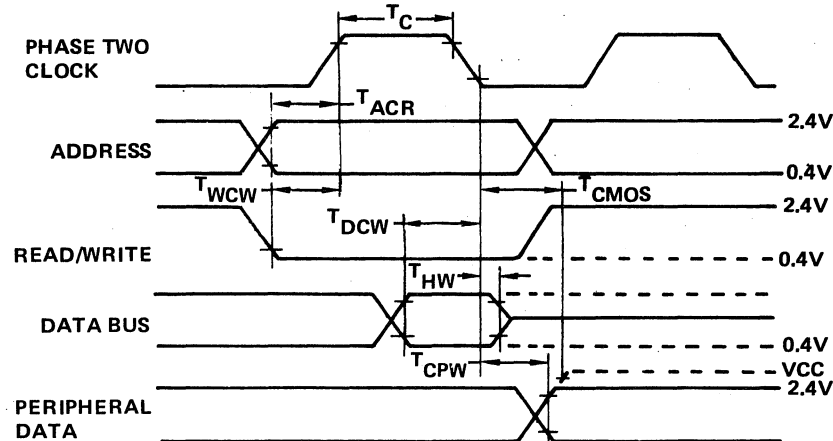 T_C
PHASE TWO
CLOCK
T_ACR
2.4V
ADDRESS
0.4V
T_WCW
T_CMOS
T_DCW
2.4V
READ/WRITE
0.4V
T_HW
DATA BUS
0.4V
T_CPW
VCC
2.4V
PERIPHERAL
DATA